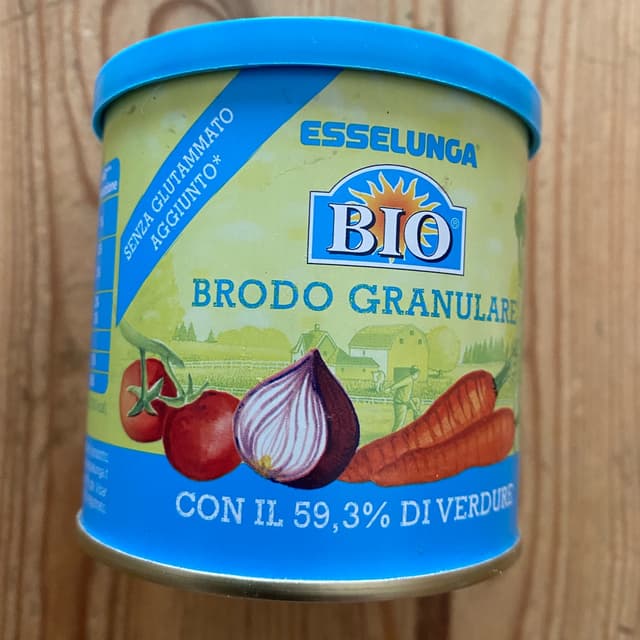 SENZA GLUTAMMATO
AGGIUNTO*
ESSELUNGA
BIO®
BRODO GRANULARE
CON IL 59,3% DI VERDURE